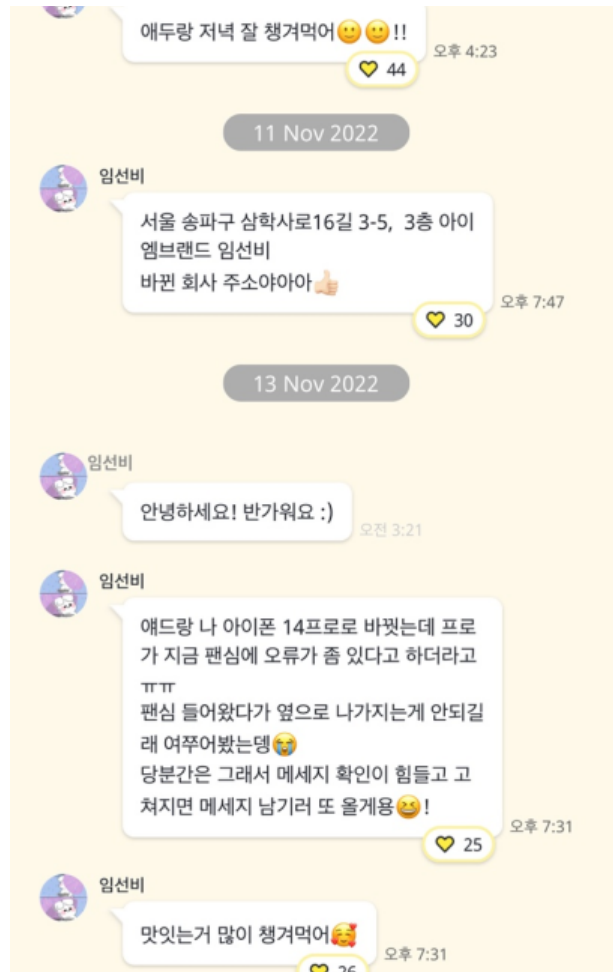 애두랑 저녁 잘 챙겨먹어🙂🙂!!
오후 4:23
44
11 Nov 2022
임선비
서울 송파구 삼학사로16길 3-5, 3층 아이
엠브랜드 임선비
바뀐 회사 주소야아아👍🏻
오후 7:47
30
13 Nov 2022
임선비
안녕하세요! 반가워요 :)
오전 3:21
임선비
얘드랑 나 아이폰 14프로로 바꿧는데 프로
가 지금 팬심에 오류가 좀 있다고 하더라고
ㅠㅠ
팬심 들어왔다가 옆으로 나가지는게 안되길
래 여쭈어봤는뎅😭
당분간은 그래서 메세지 확인이 힘들고 고
쳐지면 메세지 남기러 또 올게용😆!
오후 7:31
25
임선비
맛잇는거 많이 챙겨먹어🥰
오후 7:31
26